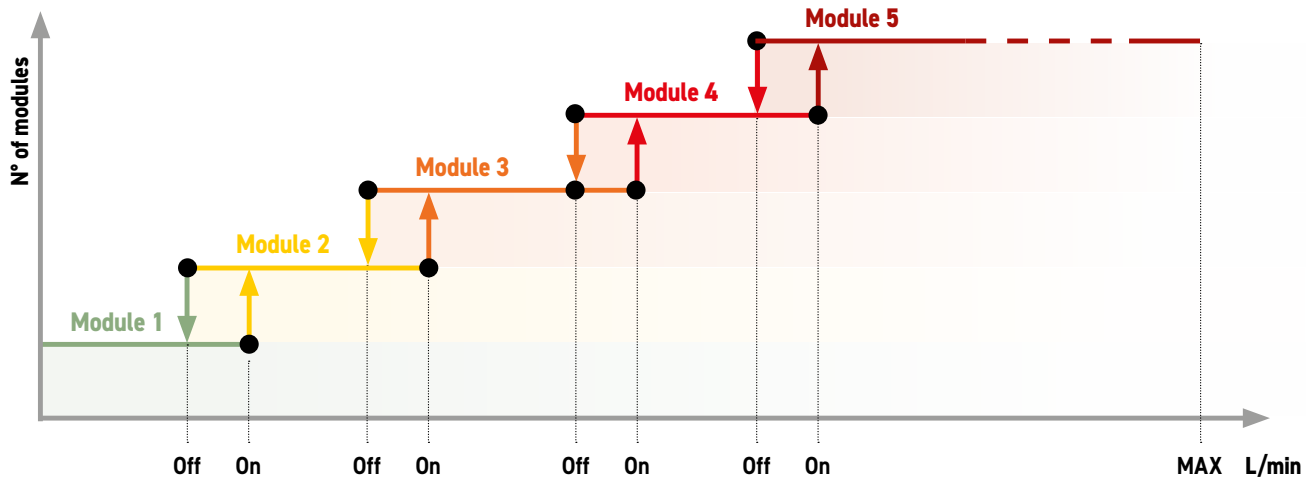 Module 5
Module 4
Module 3
Module 2
Module 1
N° of modules
Off On Off On Off On Off On MAX L/min